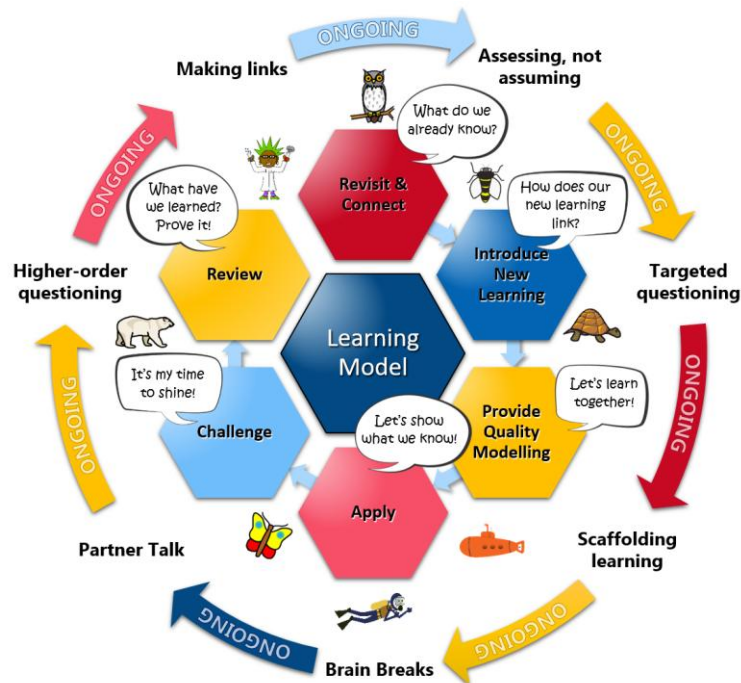 ONGOING
Making links
Assessing, not
assuming
What do we
already know?
Revisit &
Connect
ONGOING
ONGOING
What have
we learned?
Prove it!
How does our
new learning
link?
Higher-order
questioning
Review
Introduce
New
Learning
Targeted
questioning
Learning
Model
It's my time
to shine!
Challenge
Let's show
what we know!
Provide
Quality
Modelling
Let's learn
together!
ONGOING
ONGOING
Apply
Partner Talk
Scaffolding
learning
ONGOING
ONGOING
Brain Breaks